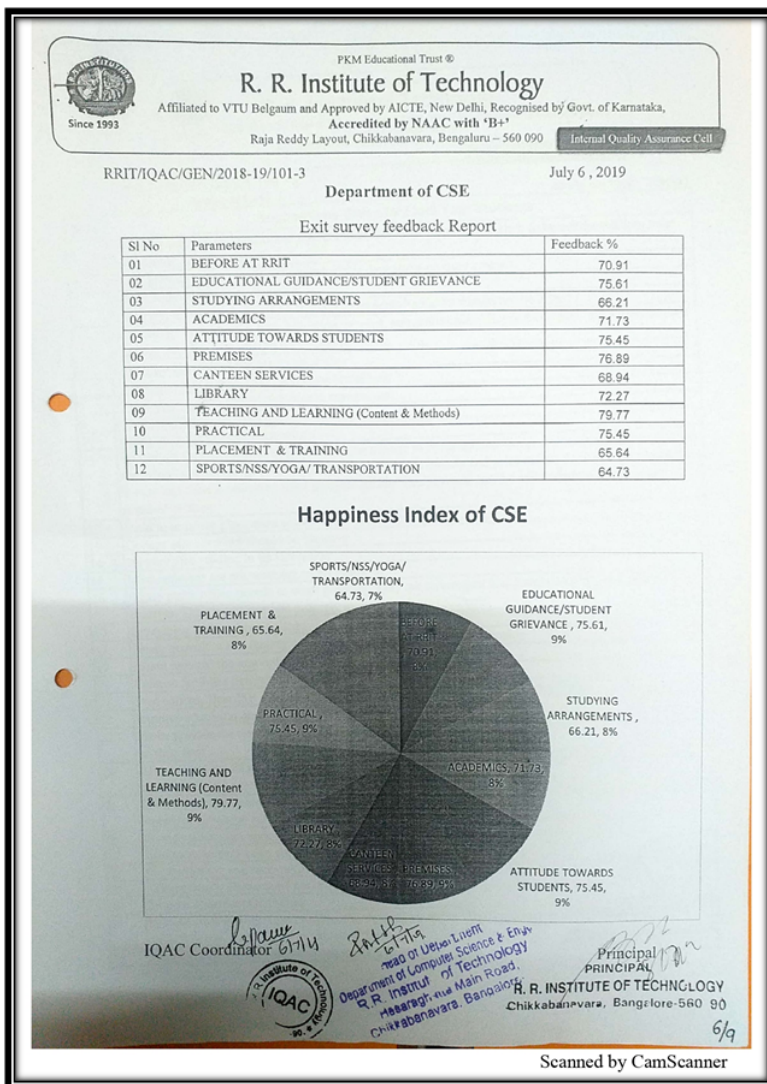 PKM Educational Trust ®
R. R. Institute of Technology
Affiliated to VTU Belgaum and Approved by AICTE, New Delhi, Recognised by Govt. of Karnataka,
Accredited by NAAC with ‘B+’
Raja Reddy Layout, Chikkabanavara, Bengaluru – 560 090
Internal Quality Assurance Cell
Since 1993
RRIT/IQAC/GEN/2018-19/101-3 July 6 , 2019
Department of CSE
Exit survey feedback Report
Sl No Parameters Feedback %
01 BEFORE AT RRIT 70.91
02 EDUCATIONAL GUIDANCE/STUDENT GRIEVANCE 75.61
03 STUDYING ARRANGEMENTS 66.21
04 ACADEMICS 71.73
05 ATTITUDE TOWARDS STUDENTS 75.45
06 PREMISES 76.89
07 CANTEEN SERVICES 68.94
08 LIBRARY 72.27
09 TEACHING AND LEARNING (Content & Methods) 79.77
10 PRACTICAL 75.45
11 PLACEMENT & TRAINING 65.64
12 SPORTS/NSS/YOGA/ TRANSPORTATION 64.73
Happiness Index of CSE
SPORTS/NSS/YOGA/
TRANSPORTATION,
64.73, 7%
BEFORE
AT RRIT
70.91
8%
EDUCATIONAL
GUIDANCE/STUDENT
GRIEVANCE , 75.61,
9%
STUDYING
ARRANGEMENTS ,
66.21, 8%
ACADEMICS, 71.73,
8%
ATTITUDE TOWARDS
STUDENTS, 75.45,
9%
PREMISES
76.89, 9%
CANTEEN
SERVICES
68.94, 8
LIBRARY
72.27, 8%
TEACHING AND
LEARNING (Content
& Methods), 79.77,
9%
PRACTICAL ,
75.45, 9%
PLACEMENT &
TRAINING , 65.64,
8%
IQAC Coordinator
Institute of Technology
IQAC
Head of Department
Department of Computer Science & Engg
R.R. Institute of Technology
Hesaraghatta Main Road,
Chikkabanavara, Bangalore
Principal
PRINCIPAL
R. R. INSTITUTE OF TECHNOLOGY
Chikkabanavara, Bangalore-560 90
6/9
Scanned by CamScanner